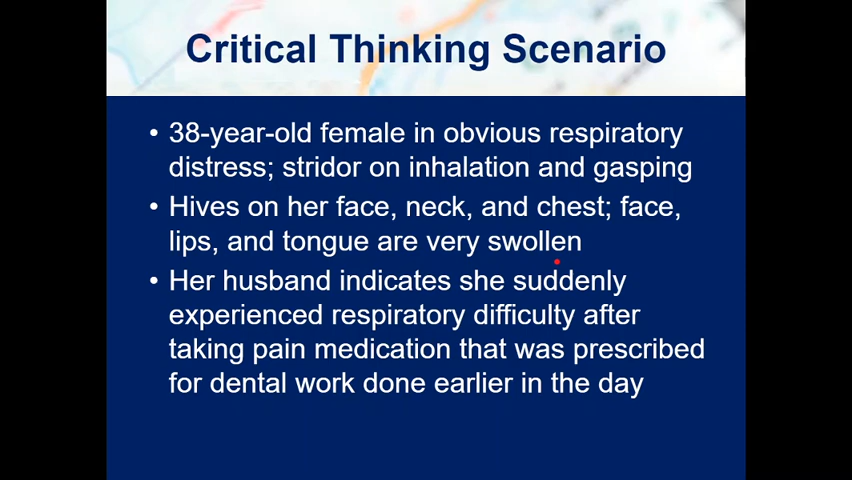 Critical Thinking Scenario
• 38-year-old female in obvious respiratory
distress; stridor on inhalation and gasping
• Hives on her face, neck, and chest; face,
lips, and tongue are very swollen
• Her husband indicates she suddenly
experienced respiratory difficulty after
taking pain medication that was prescribed
for dental work done earlier in the day